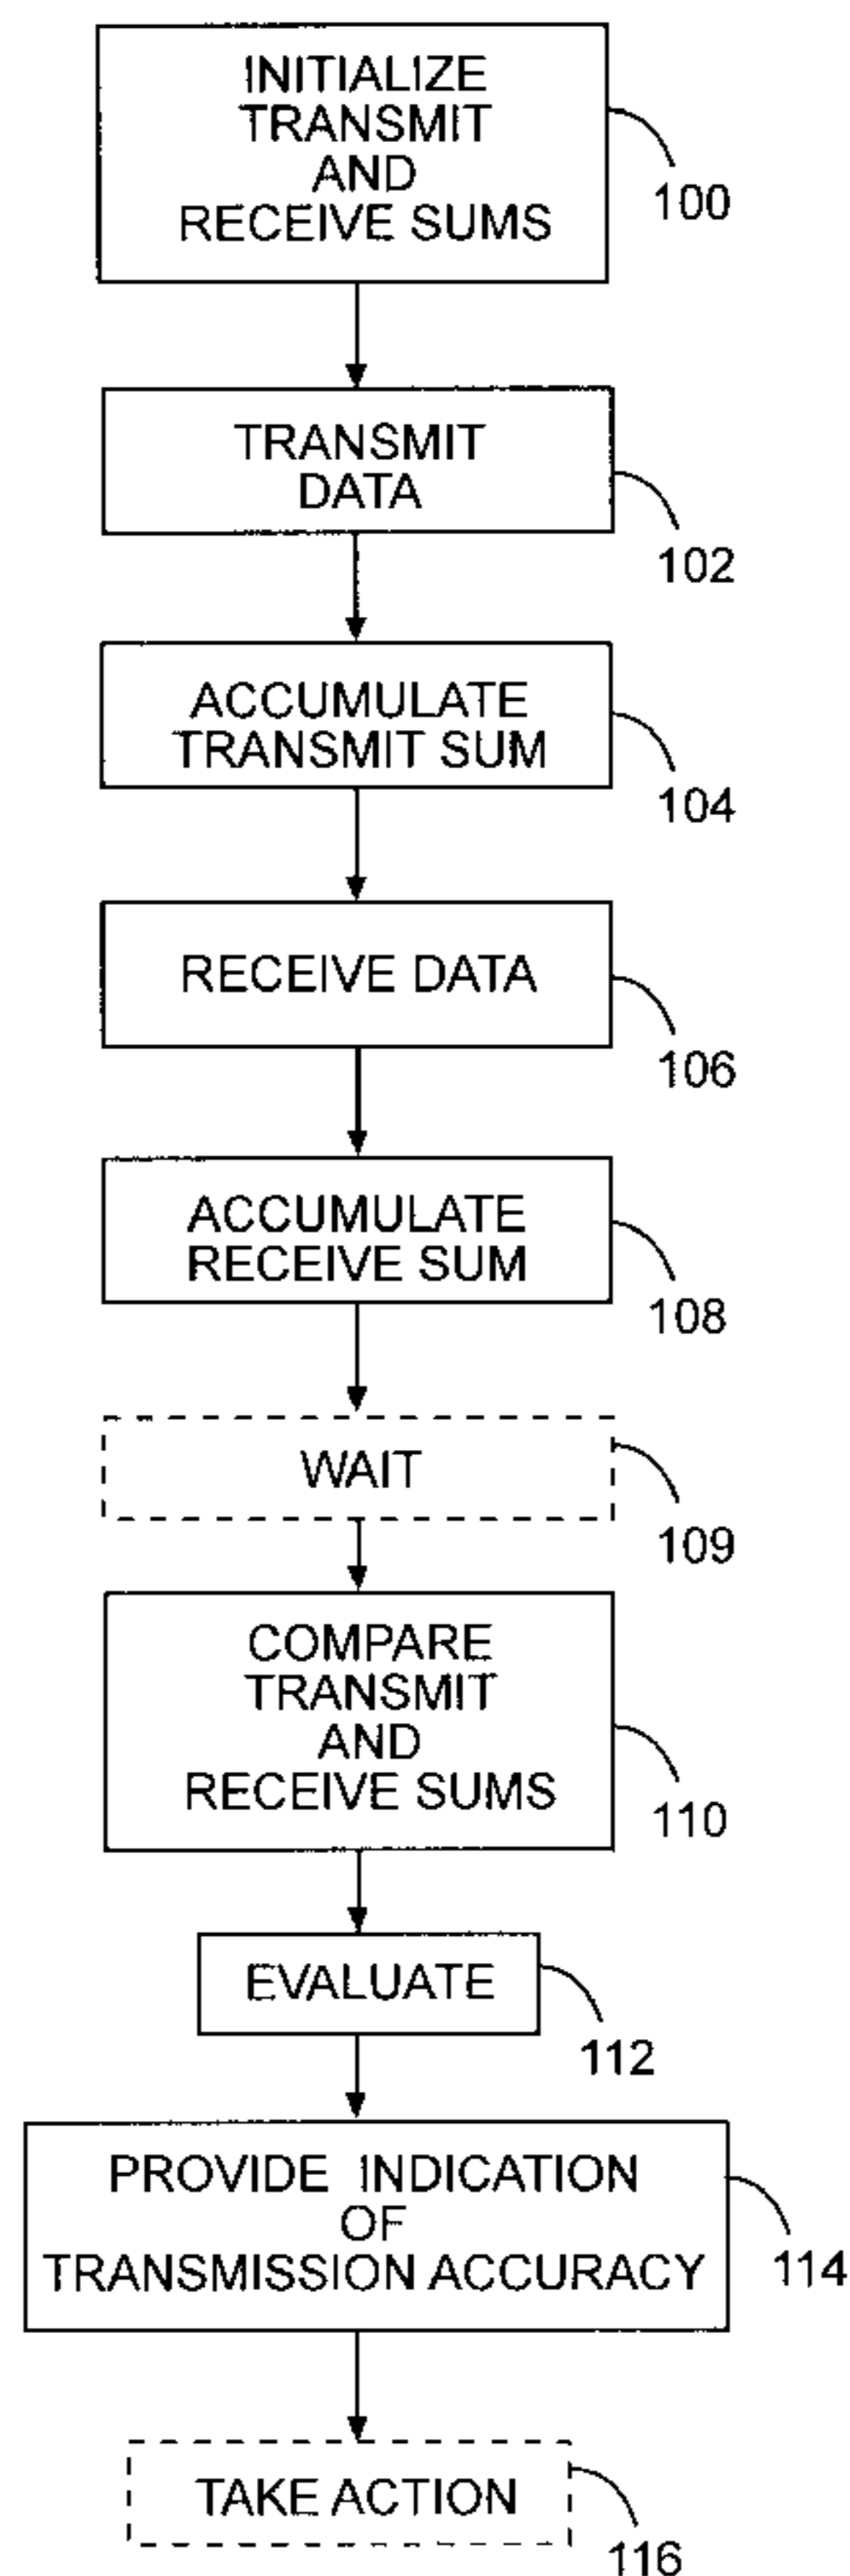 INITIALIZE
TRANSMIT
AND
RECEIVE SUMS
100
TRANSMIT
DATA
102
ACCUMULATE
TRANSMIT SUM
104
RECEIVE DATA
106
ACCUMULATE
RECEIVE SUM
108
WAIT
109
COMPARE
TRANSMIT
AND
RECEIVE SUMS
110
EVALUATE
112
PROVIDE INDICATION
OF
TRANSMISSION ACCURACY
114
TAKE ACTION
116